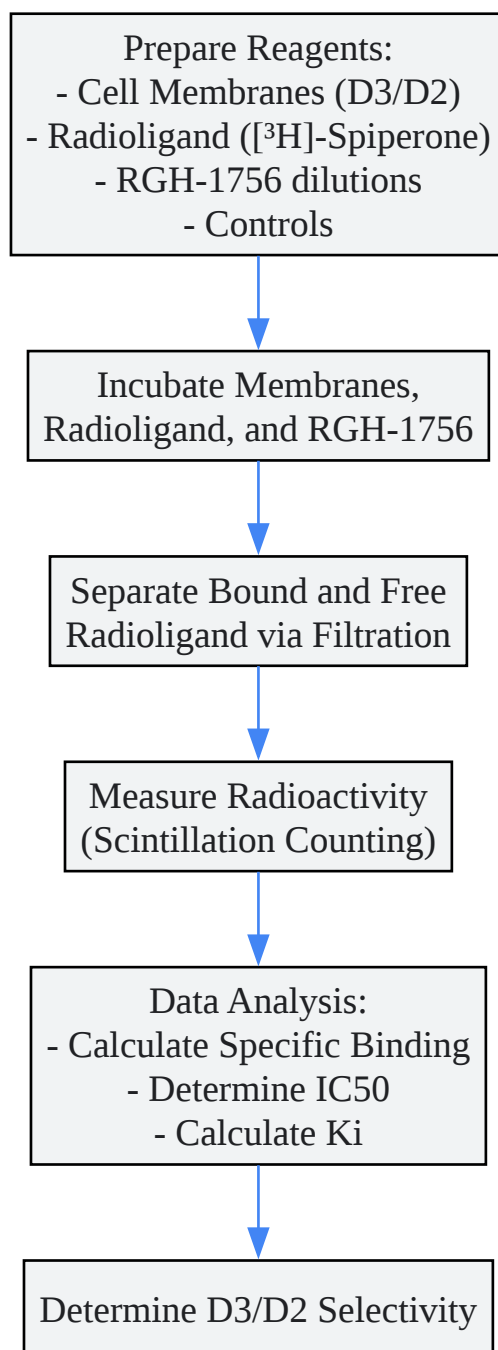 Prepare Reagents:
- Cell Membranes (D3/D2)
- Radioligand ([³H]-Spiperone)
- RGH-1756 dilutions
- Controls
Incubate Membranes,
Radioligand, and RGH-1756
Separate Bound and Free
Radioligand via Filtration
Measure Radioactivity
(Scintillation Counting)
Data Analysis:
- Calculate Specific Binding
- Determine IC50
- Calculate Ki
Determine D3/D2 Selectivity